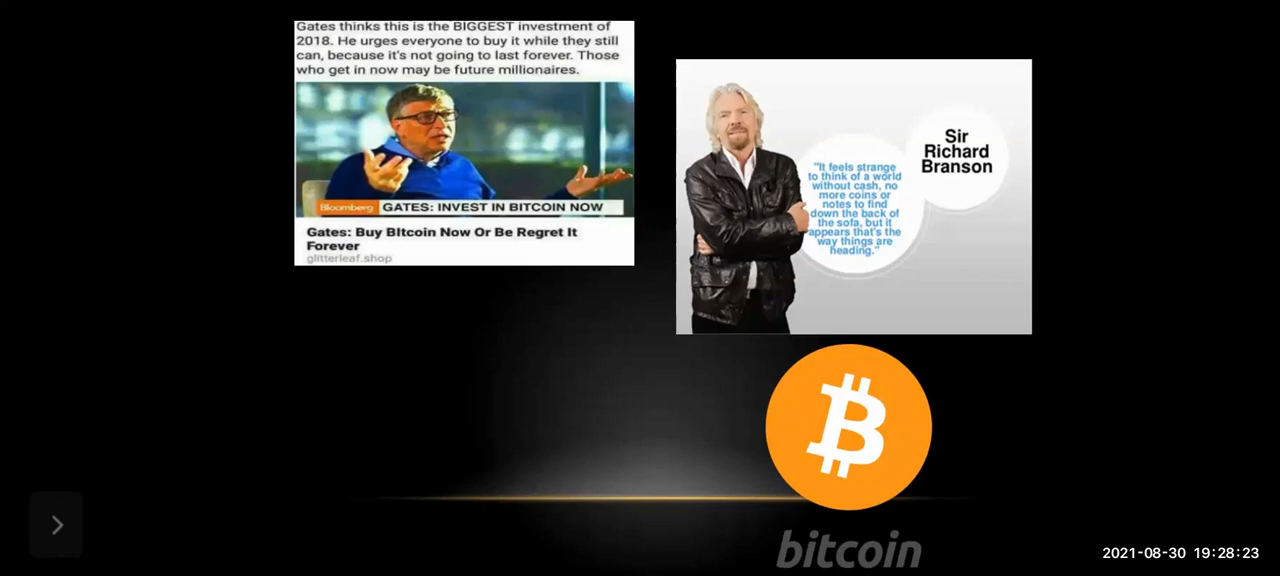 Gates thinks this is the BIGGEST investment of
2018. He urges everyone to buy it while they still
can, because it's not going to last forever. Those
who get in now may be future millionaires.
Bloomberg GATES: INVEST IN BITCOIN NOW
Gates: Buy BItcoin Now Or Be Regret It
Forever
glitterleaf.shop
Sir
Richard
Branson
"It feels strange
to think of a world
without cash, no
more coins or
notes to find
down the back of
the sofa, but it
appears that's the
way things are
heading."
bitcoin
2021-08-30 19:28:23